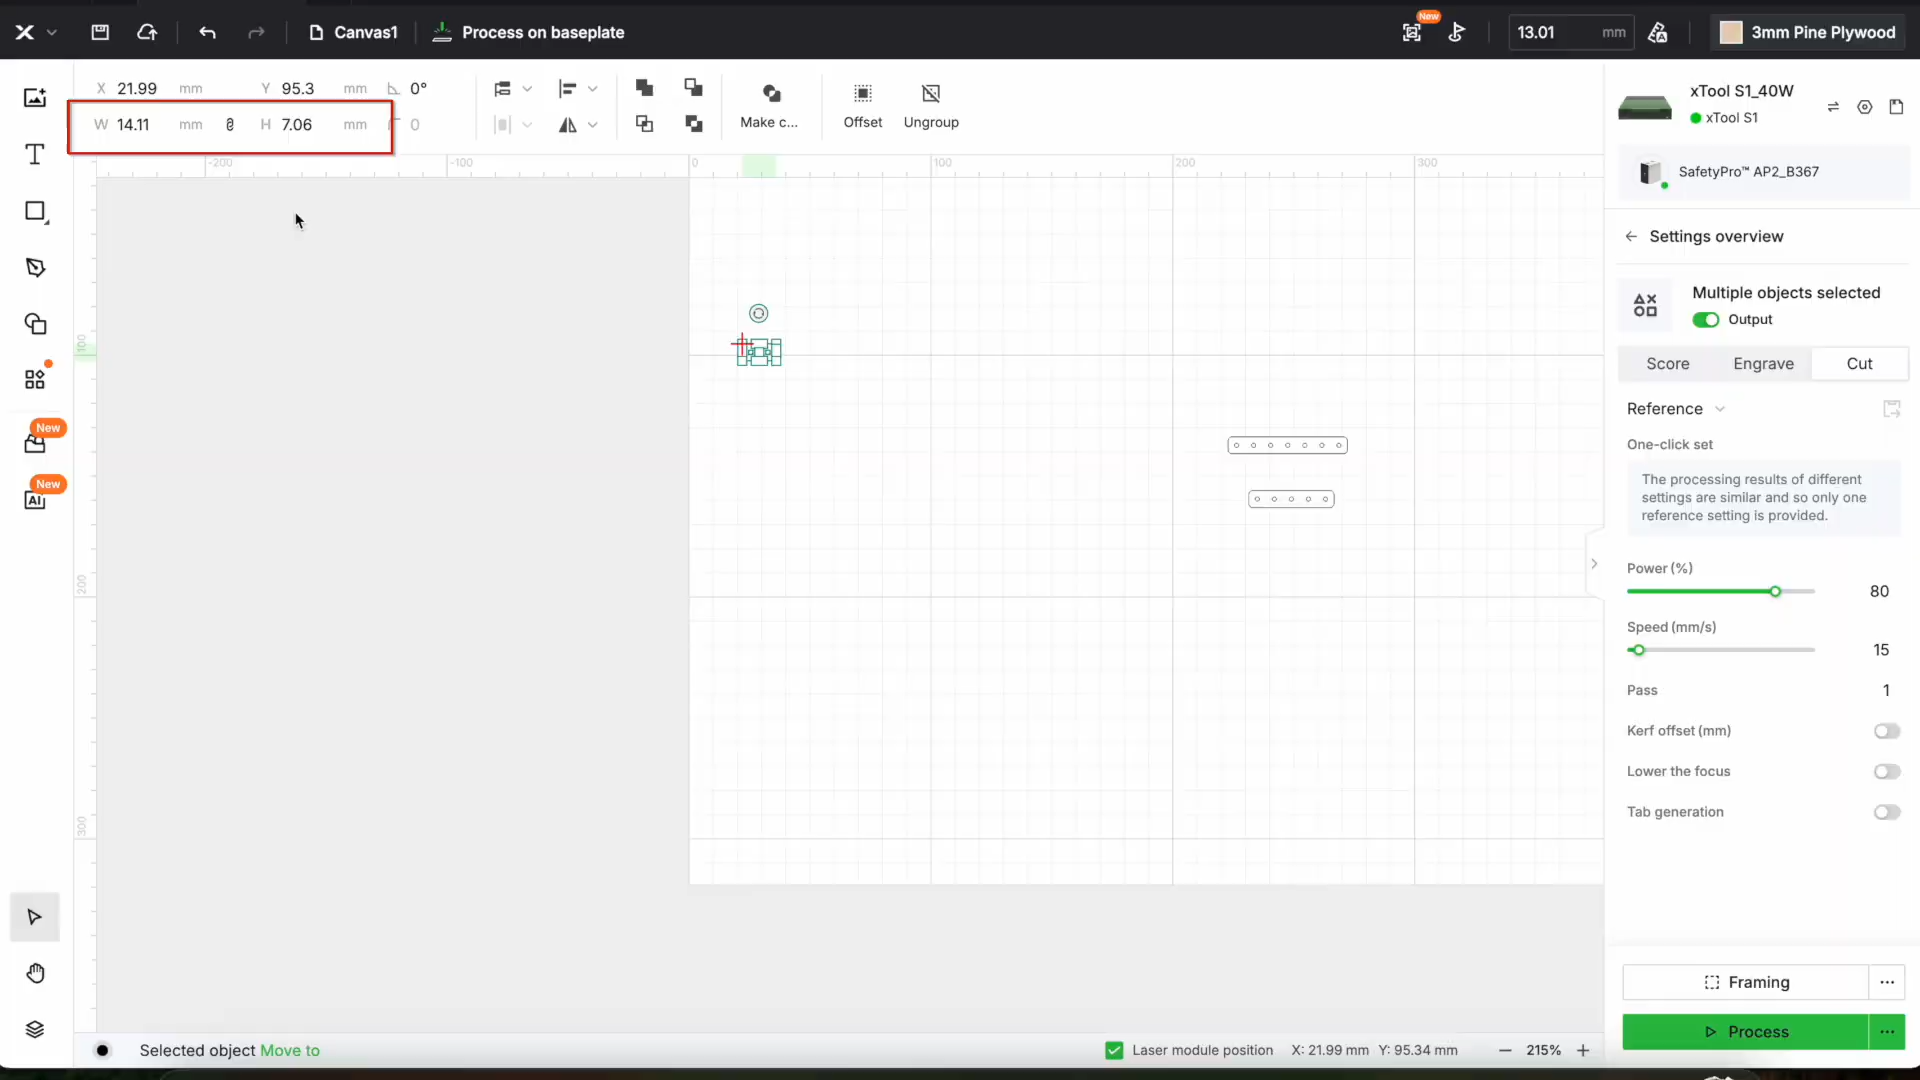 Canvas1
Process on baseplate
New
13.01 mm
3mm Pine Plywood
X 21.99 mm Y 95.3 mm 0°
W 14.11 mm H 7.06 mm 0
Make c...
Offset
Ungroup
xTool S1_40W
xTool S1
SafetyPro™ AP2_B367
-200
-100
0
100
200
300
100
200
300
New
New
AI
Settings overview
Multiple objects selected
Output
Score Engrave Cut
Reference
One-click set
The processing results of different
settings are similar and so only one
reference setting is provided.
Power (%)
80
Speed (mm/s)
15
Pass 1
Kerf offset (mm)
Lower the focus
Tab generation
Framing
Process
Selected object Move to
Laser module position X: 21.99 mm Y: 95.34 mm
215%